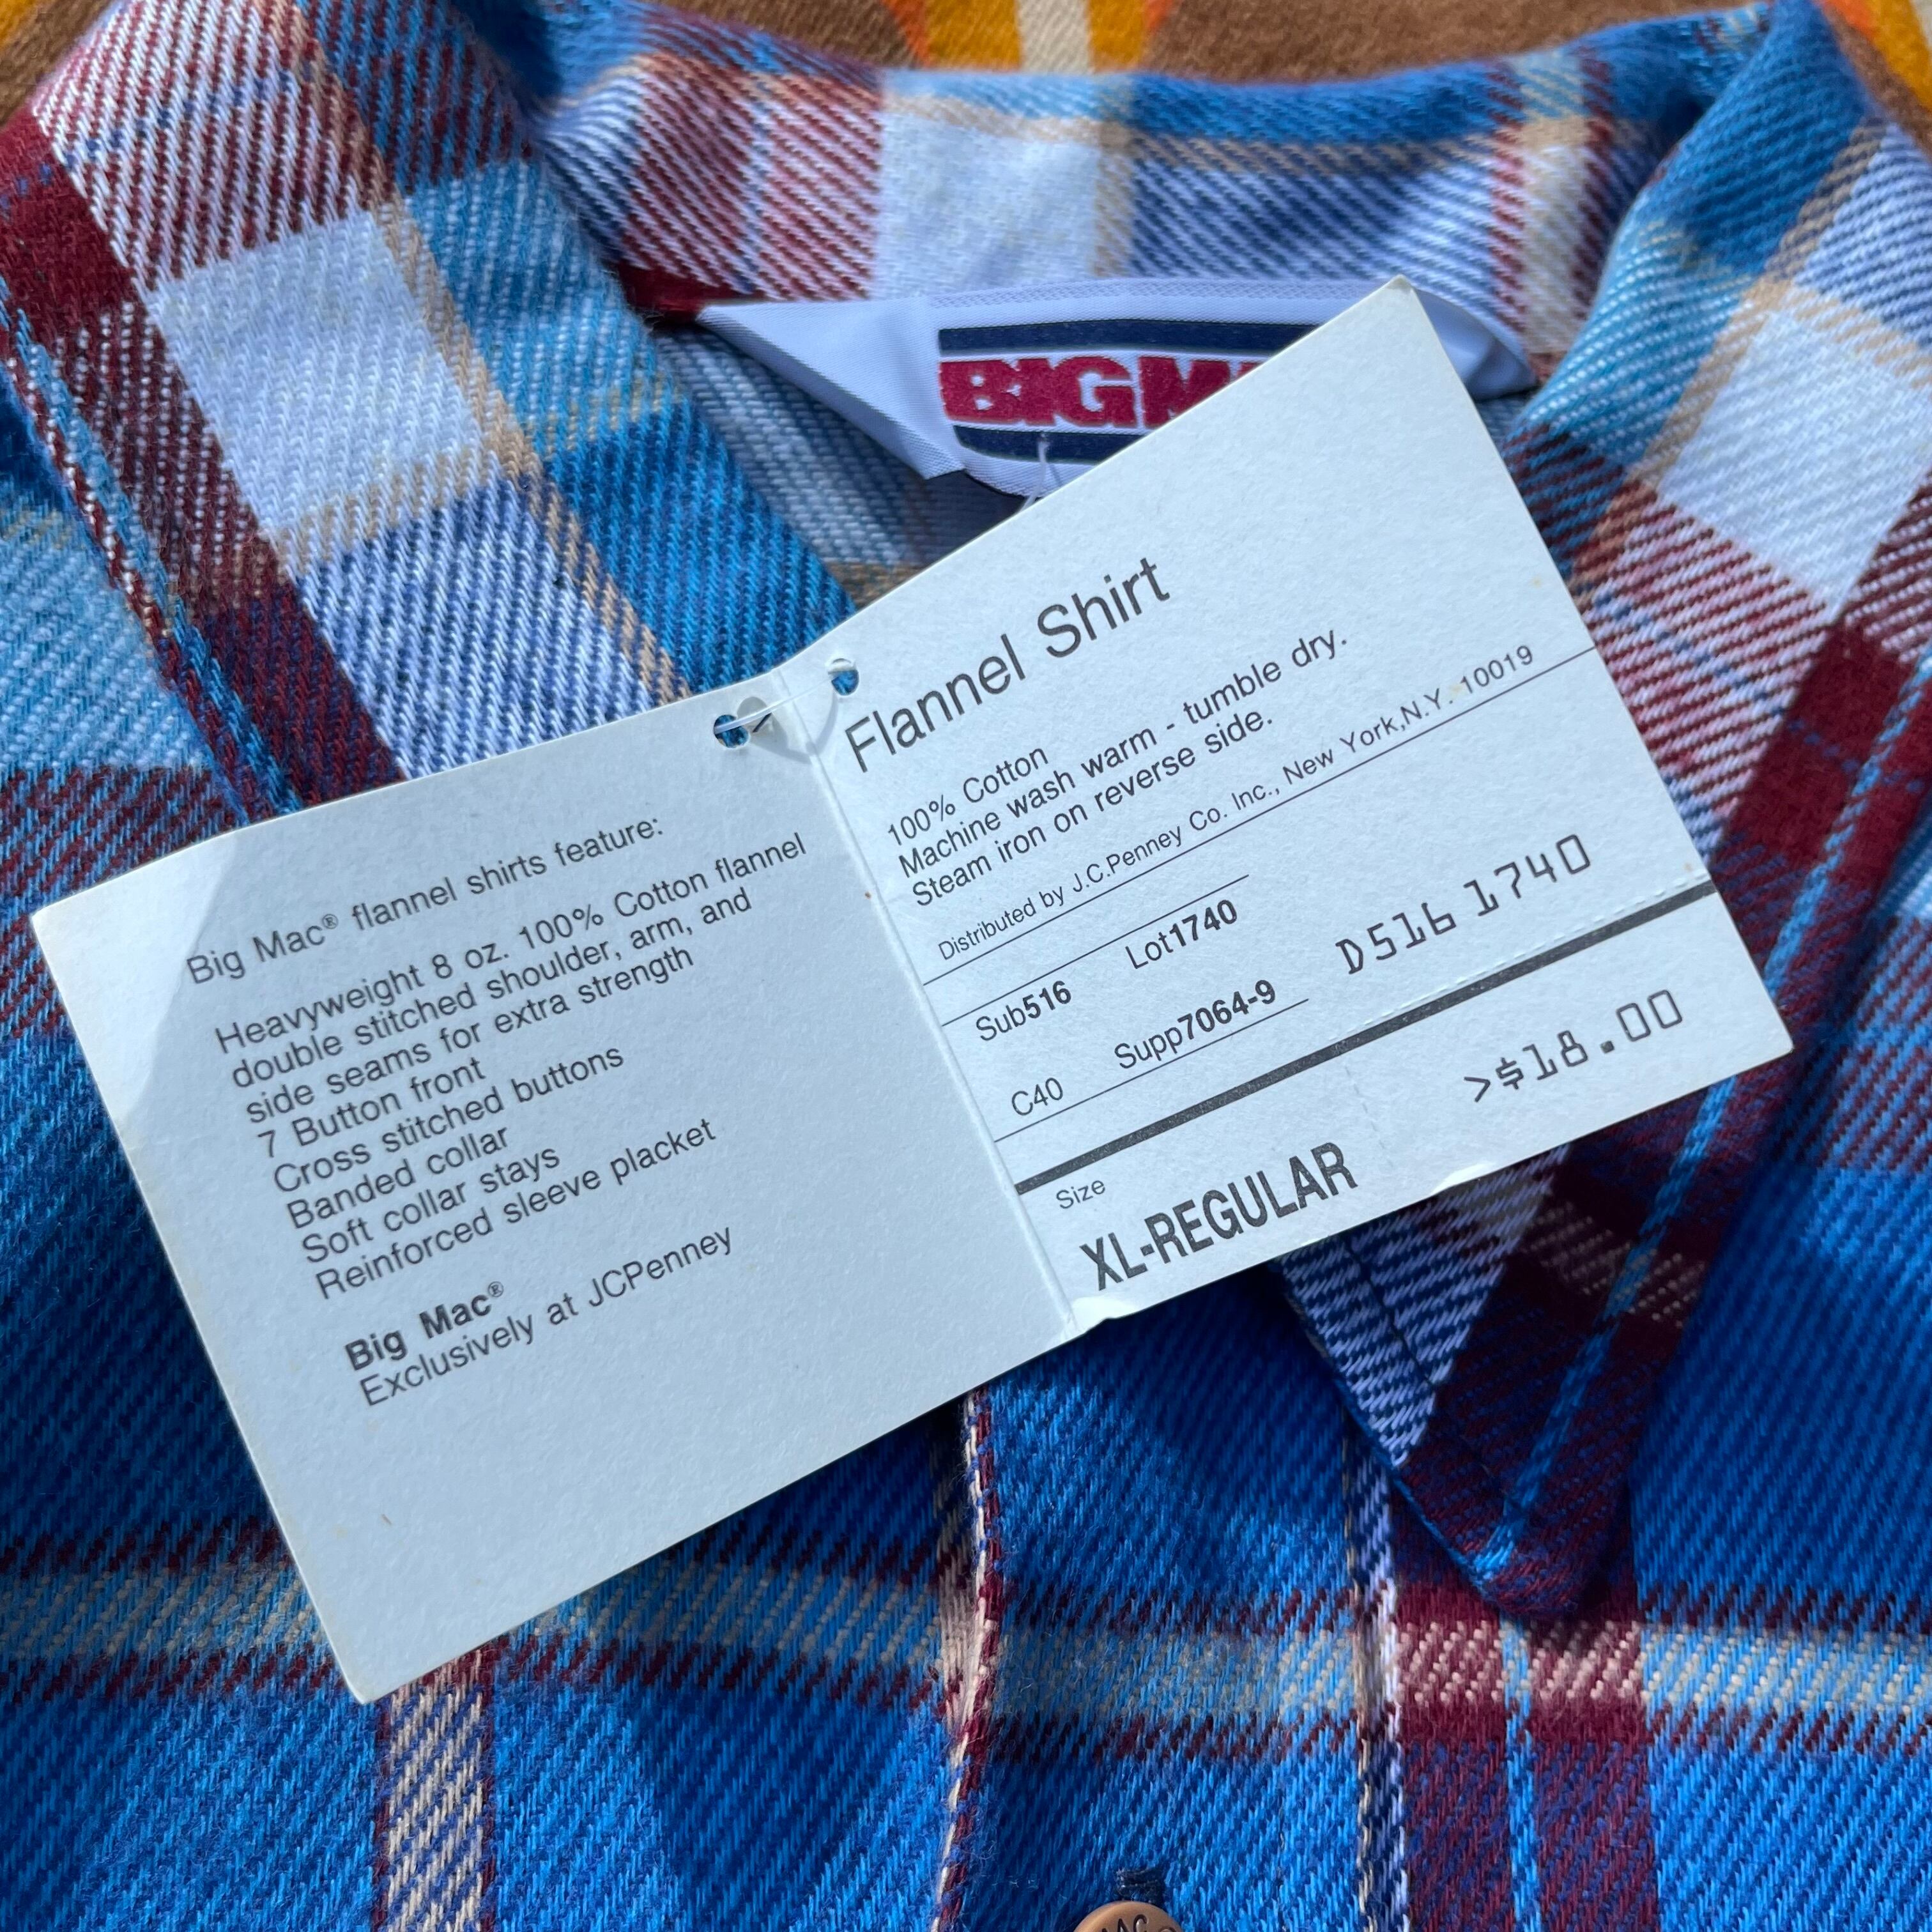 BIG
Big Mac® flannel shirts feature:
Heavyweight 8 oz. 100% Cotton flannel
double stitched shoulder, arm, and
side seams for extra strength
7 Button front
Cross stitched buttons
Banded collar
Soft collar stays
Reinforced sleeve placket
Big Mac®
Exclusively at JCPenney
Flannel Shirt
100% Cotton
Machine wash warm - tumble dry.
Steam iron on reverse side.
Distributed by J.C.Penney Co. Inc., New York,N.Y. 10019
Sub516 Lot1740
D516 1740
C40 Supp7064-9
>$18.00
Size
XL-REGULAR
MAC